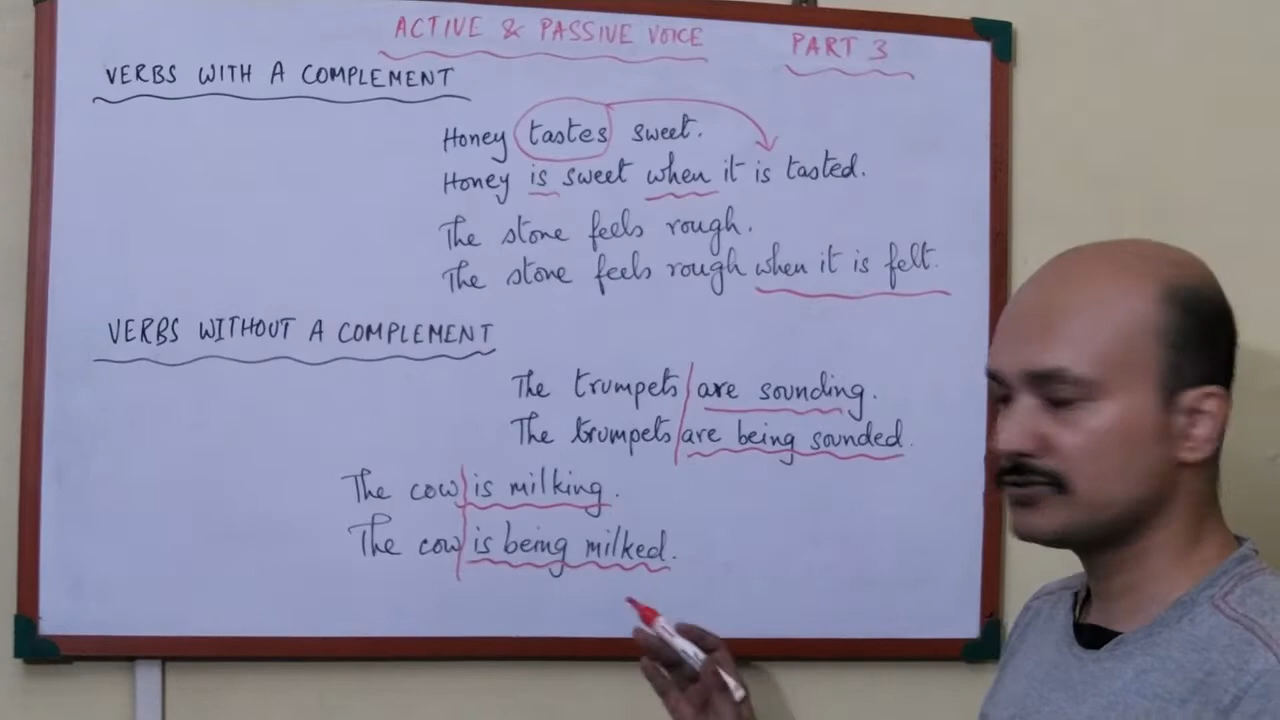 ACTIVE & PASSIVE VOICE PART 3
VERBS WITH A COMPLEMENT
Honey tastes sweet.
Honey is sweet when it is tasted.
The stone feels rough.
The stone feels rough when it is felt.
VERBS WITHOUT A COMPLEMENT
The trumpets are sounding.
The trumpets are being sounded.
The cow is milking.
The cow is being milked.